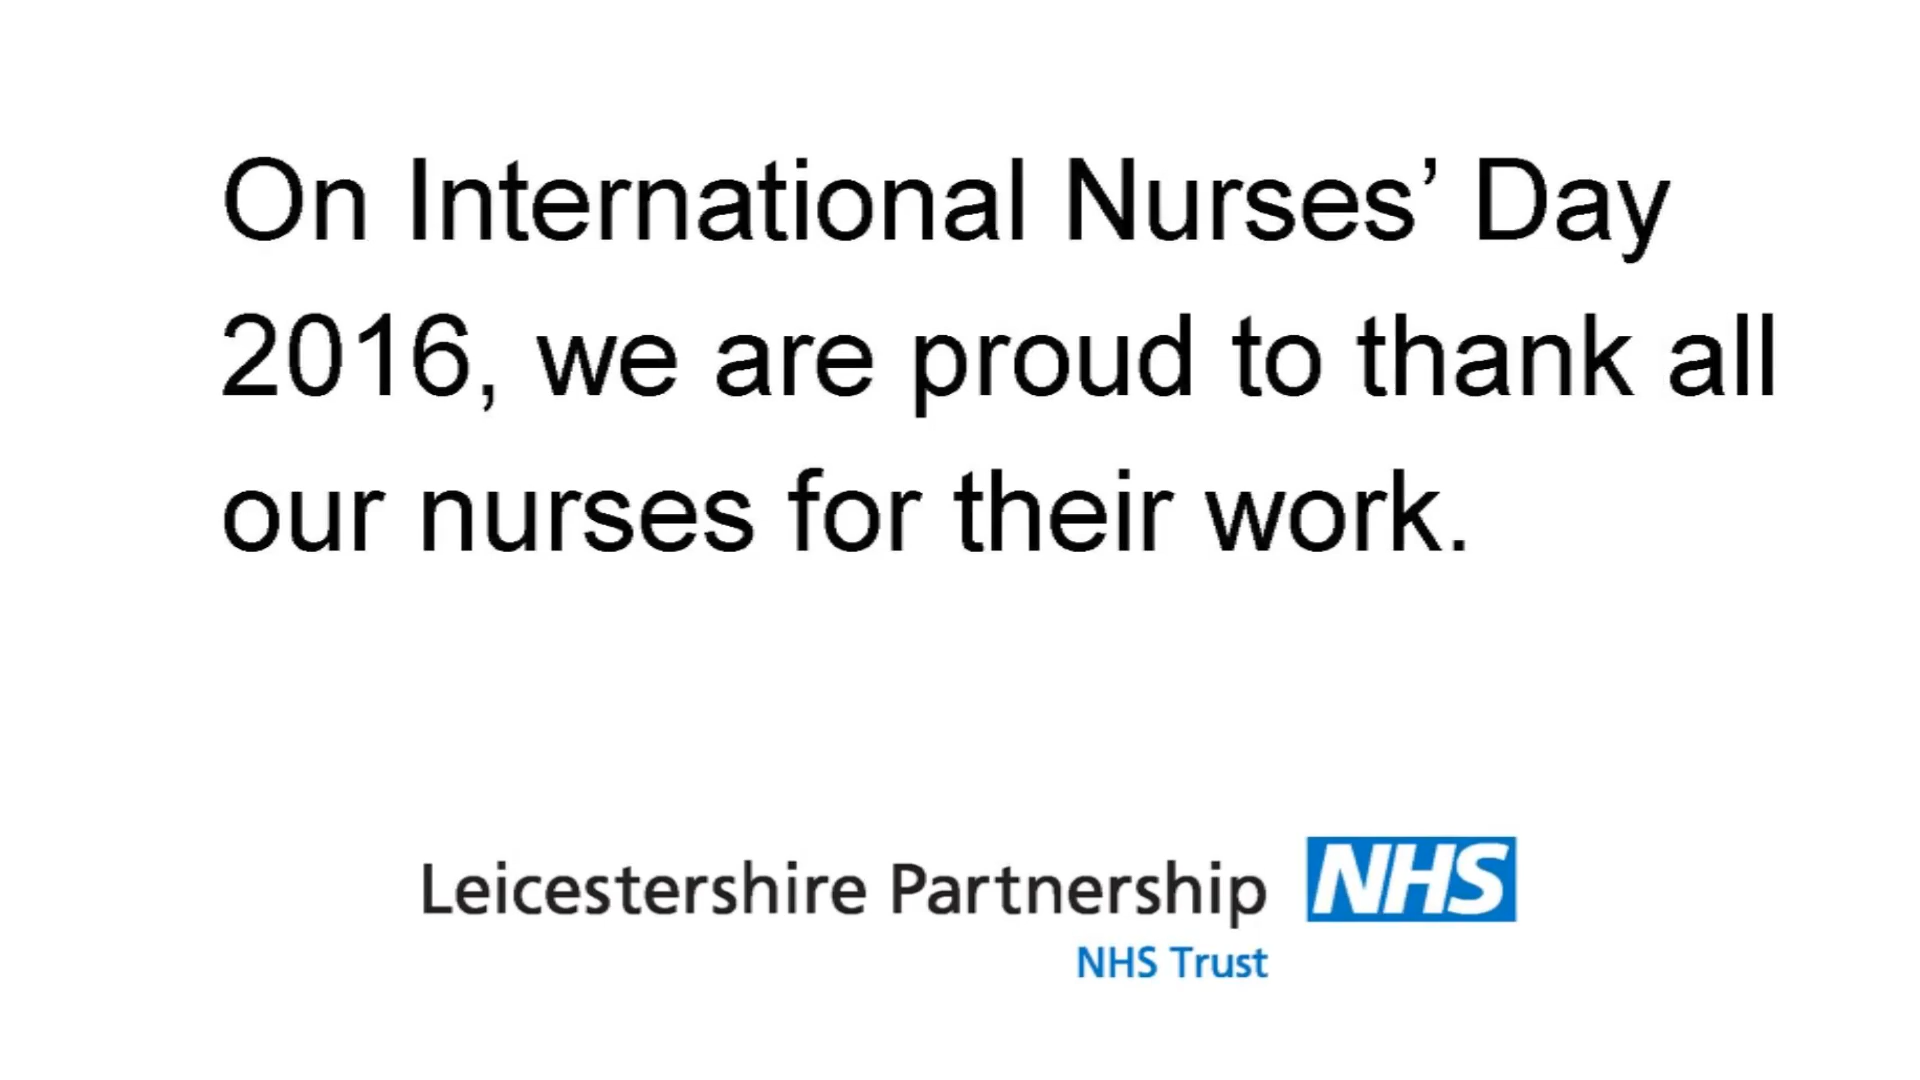 On International Nurses’ Day
2016, we are proud to thank all
our nurses for their work.
Leicestershire Partnership NHS
NHS Trust